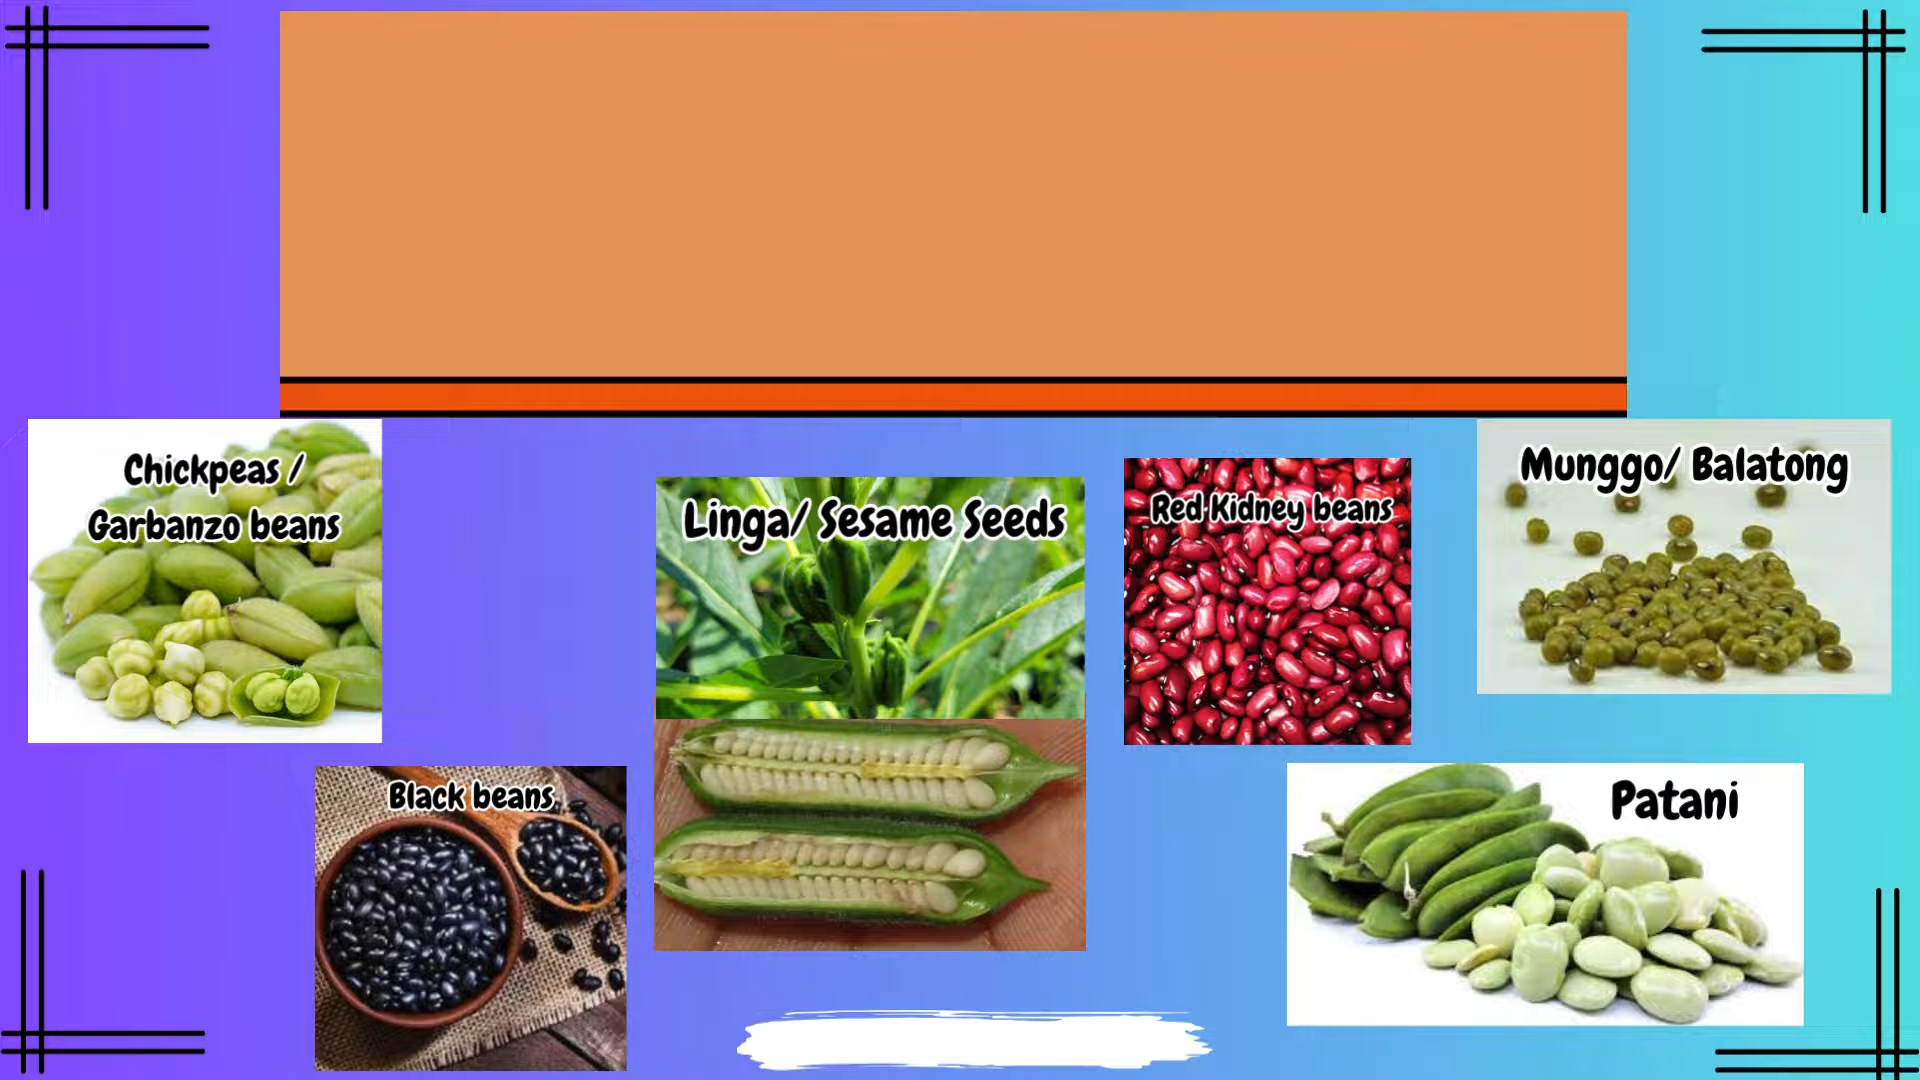 Chickpeas /
Garbanzo beans
Linga/ Sesame Seeds
Red Kidney beans
Munggo/ Balatong
Black beans
Patani